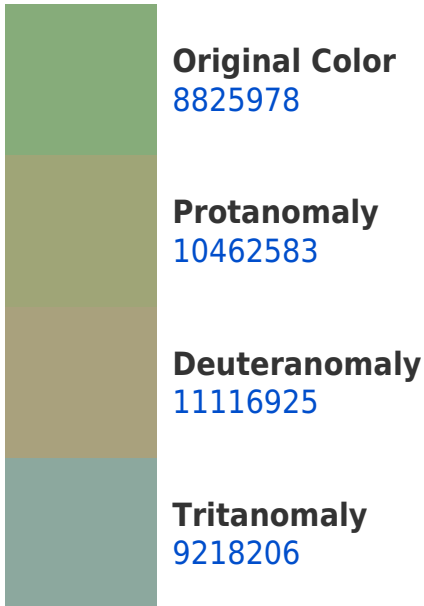 Original Color
8825978
Protanomaly
10462583
Deuteranomaly
11116925
Tritanomaly
9218206